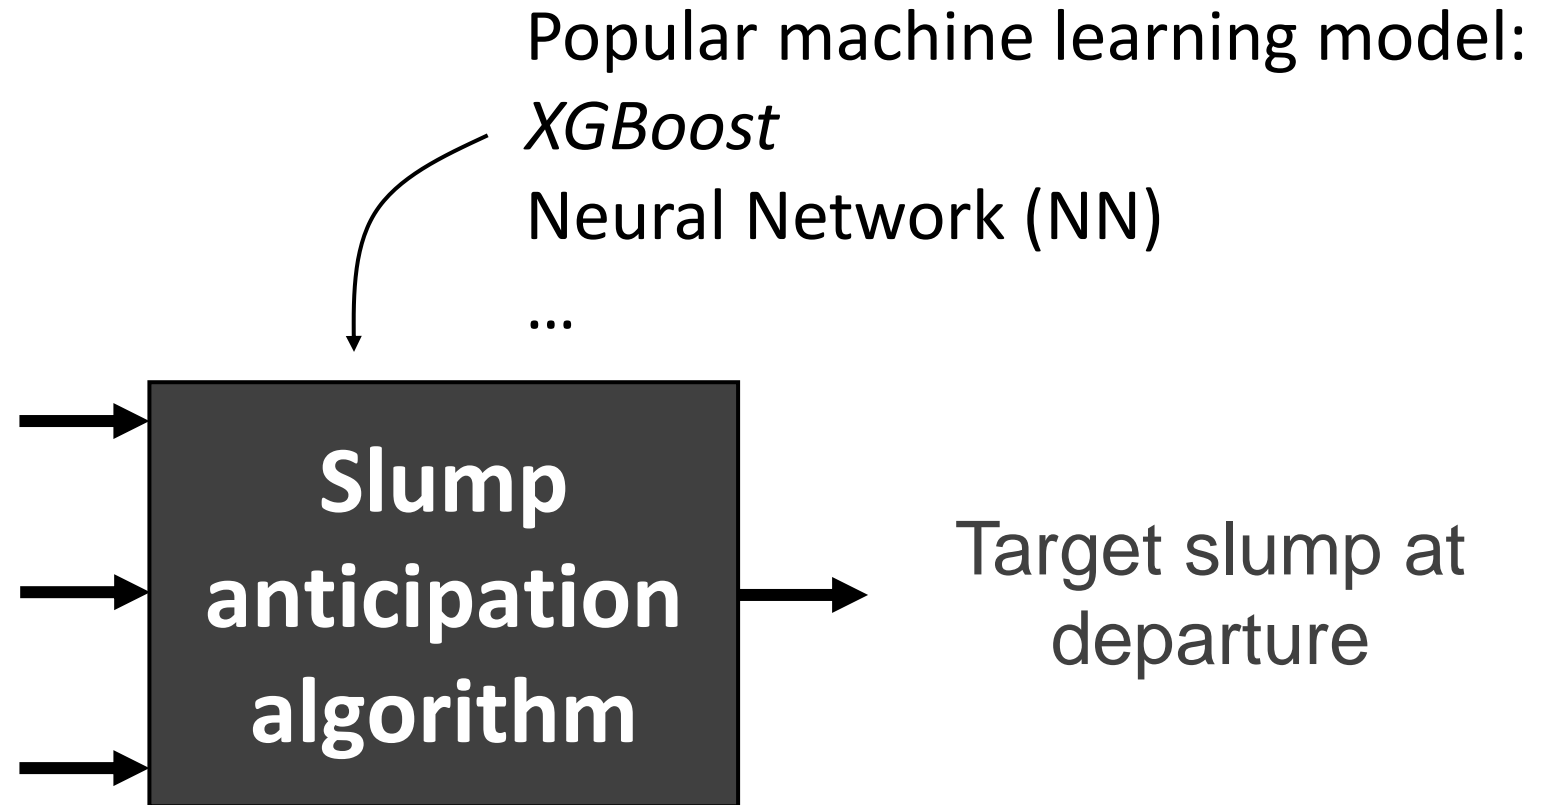 Popular machine learning model:
XGBoost
Neural Network (NN)
...
Slump
anticipation
algorithm
Target slump at
departure